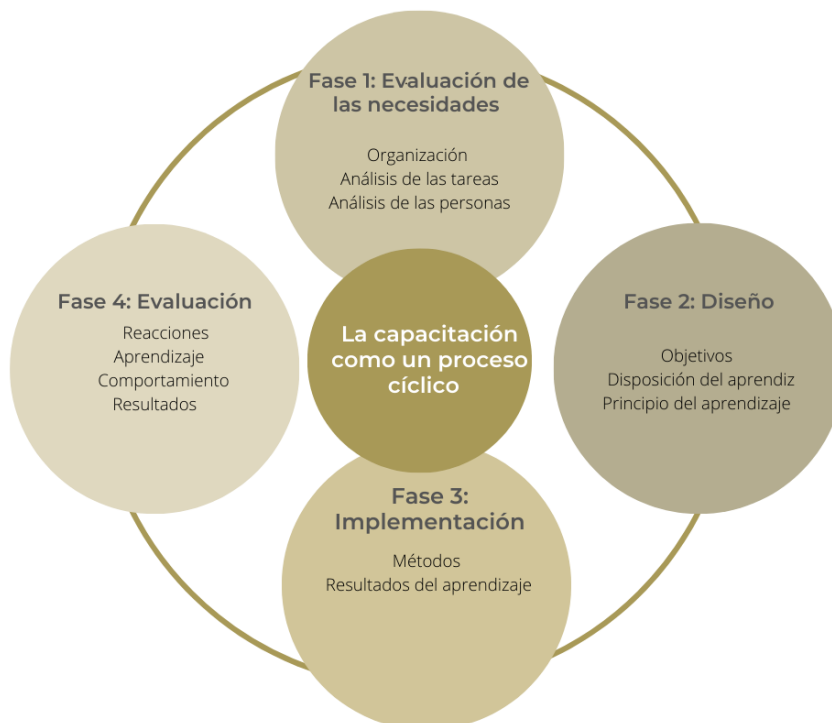 Fase 1: Evaluación de
las necesidades
Organización
Análisis de las tareas
Análisis de las personas
Fase 4: Evaluación
Reacciones
Aprendizaje
Comportamiento
Resultados
La capacitación
como un proceso
cíclico
Fase 2: Diseño
Objetivos
Disposición del aprendiz
Principio del aprendizaje
Fase 3:
Implementación
Métodos
Resultados del aprendizaje